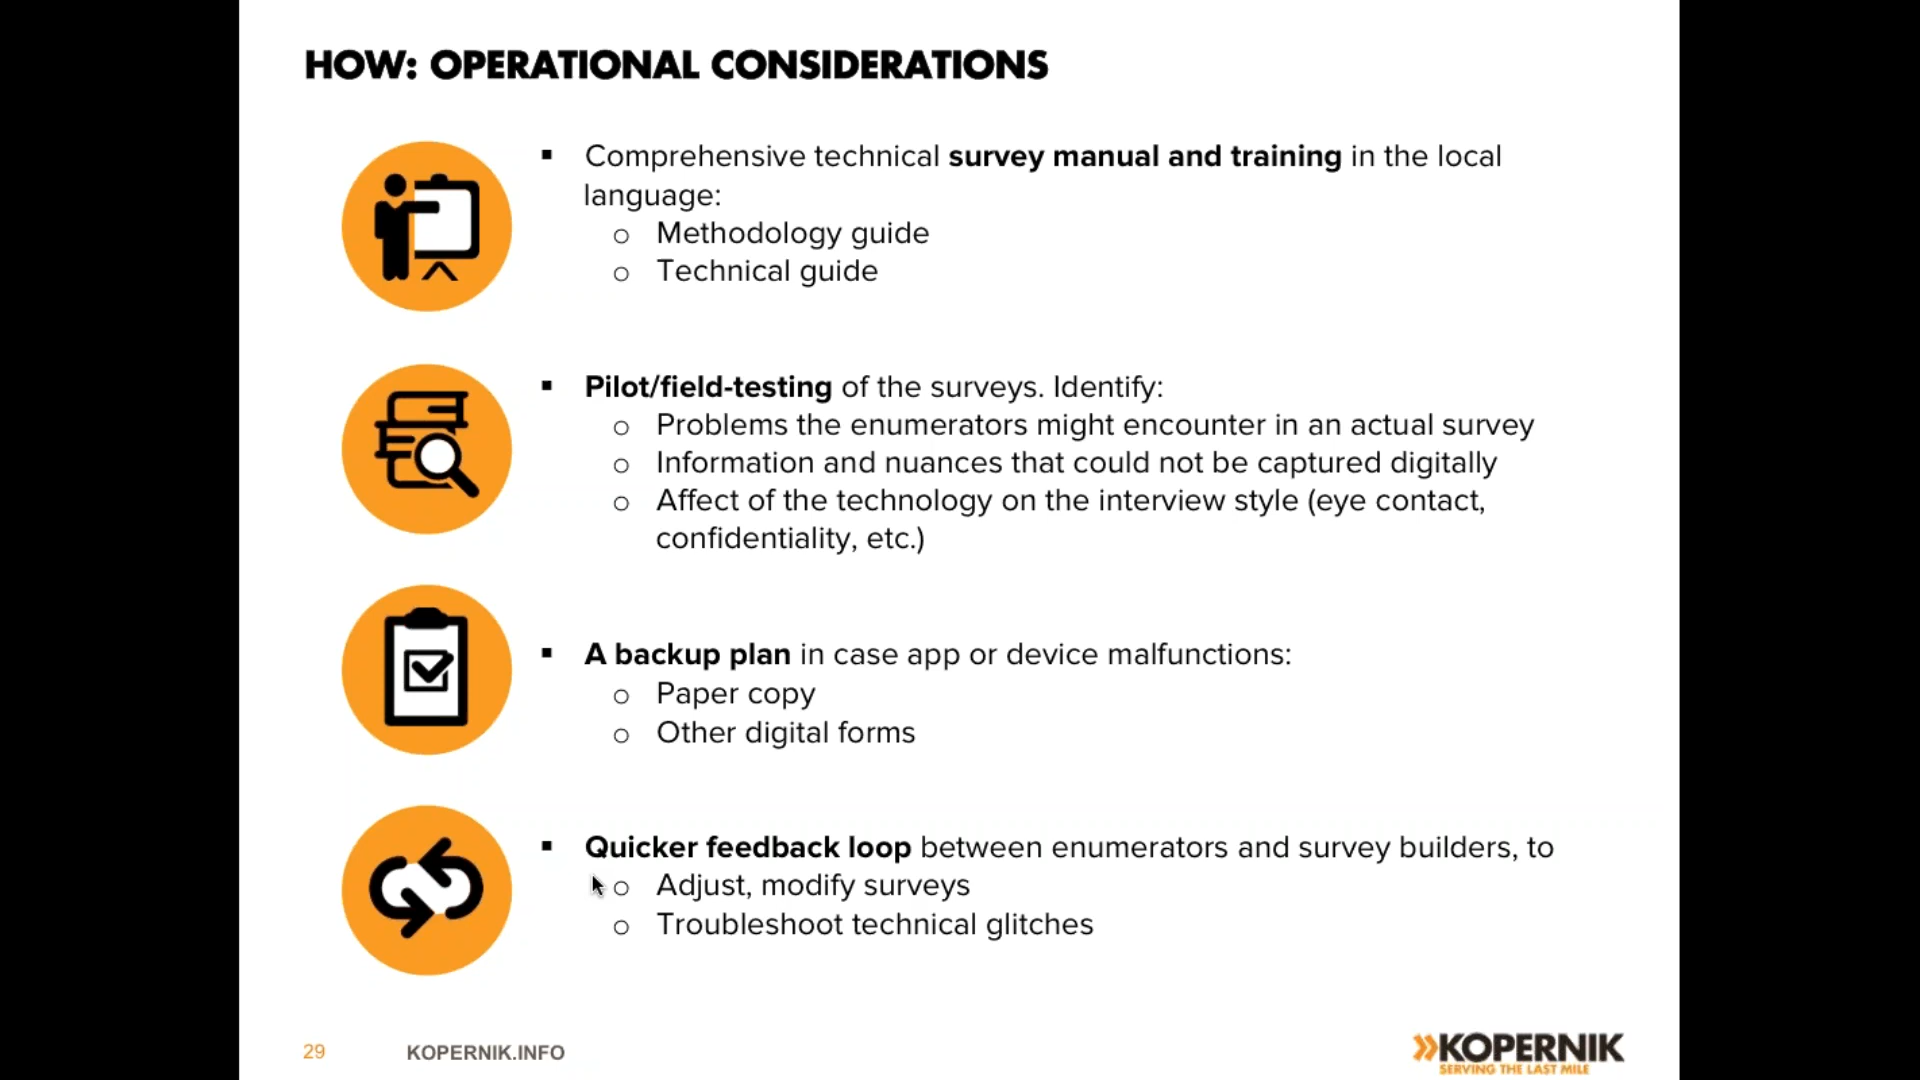 HOW: OPERATIONAL CONSIDERATIONS
▪ Comprehensive technical survey manual and training in the local
language:
o Methodology guide
o Technical guide
▪ Pilot/field-testing of the surveys. Identify:
o Problems the enumerators might encounter in an actual survey
o Information and nuances that could not be captured digitally
o Affect of the technology on the interview style (eye contact,
confidentiality, etc.)
▪ A backup plan in case app or device malfunctions:
o Paper copy
o Other digital forms
▪ Quicker feedback loop between enumerators and survey builders, to
o Adjust, modify surveys
o Troubleshoot technical glitches
29 KOPERNIK.INFO
KOPERNIK
SERVING THE LAST MILE